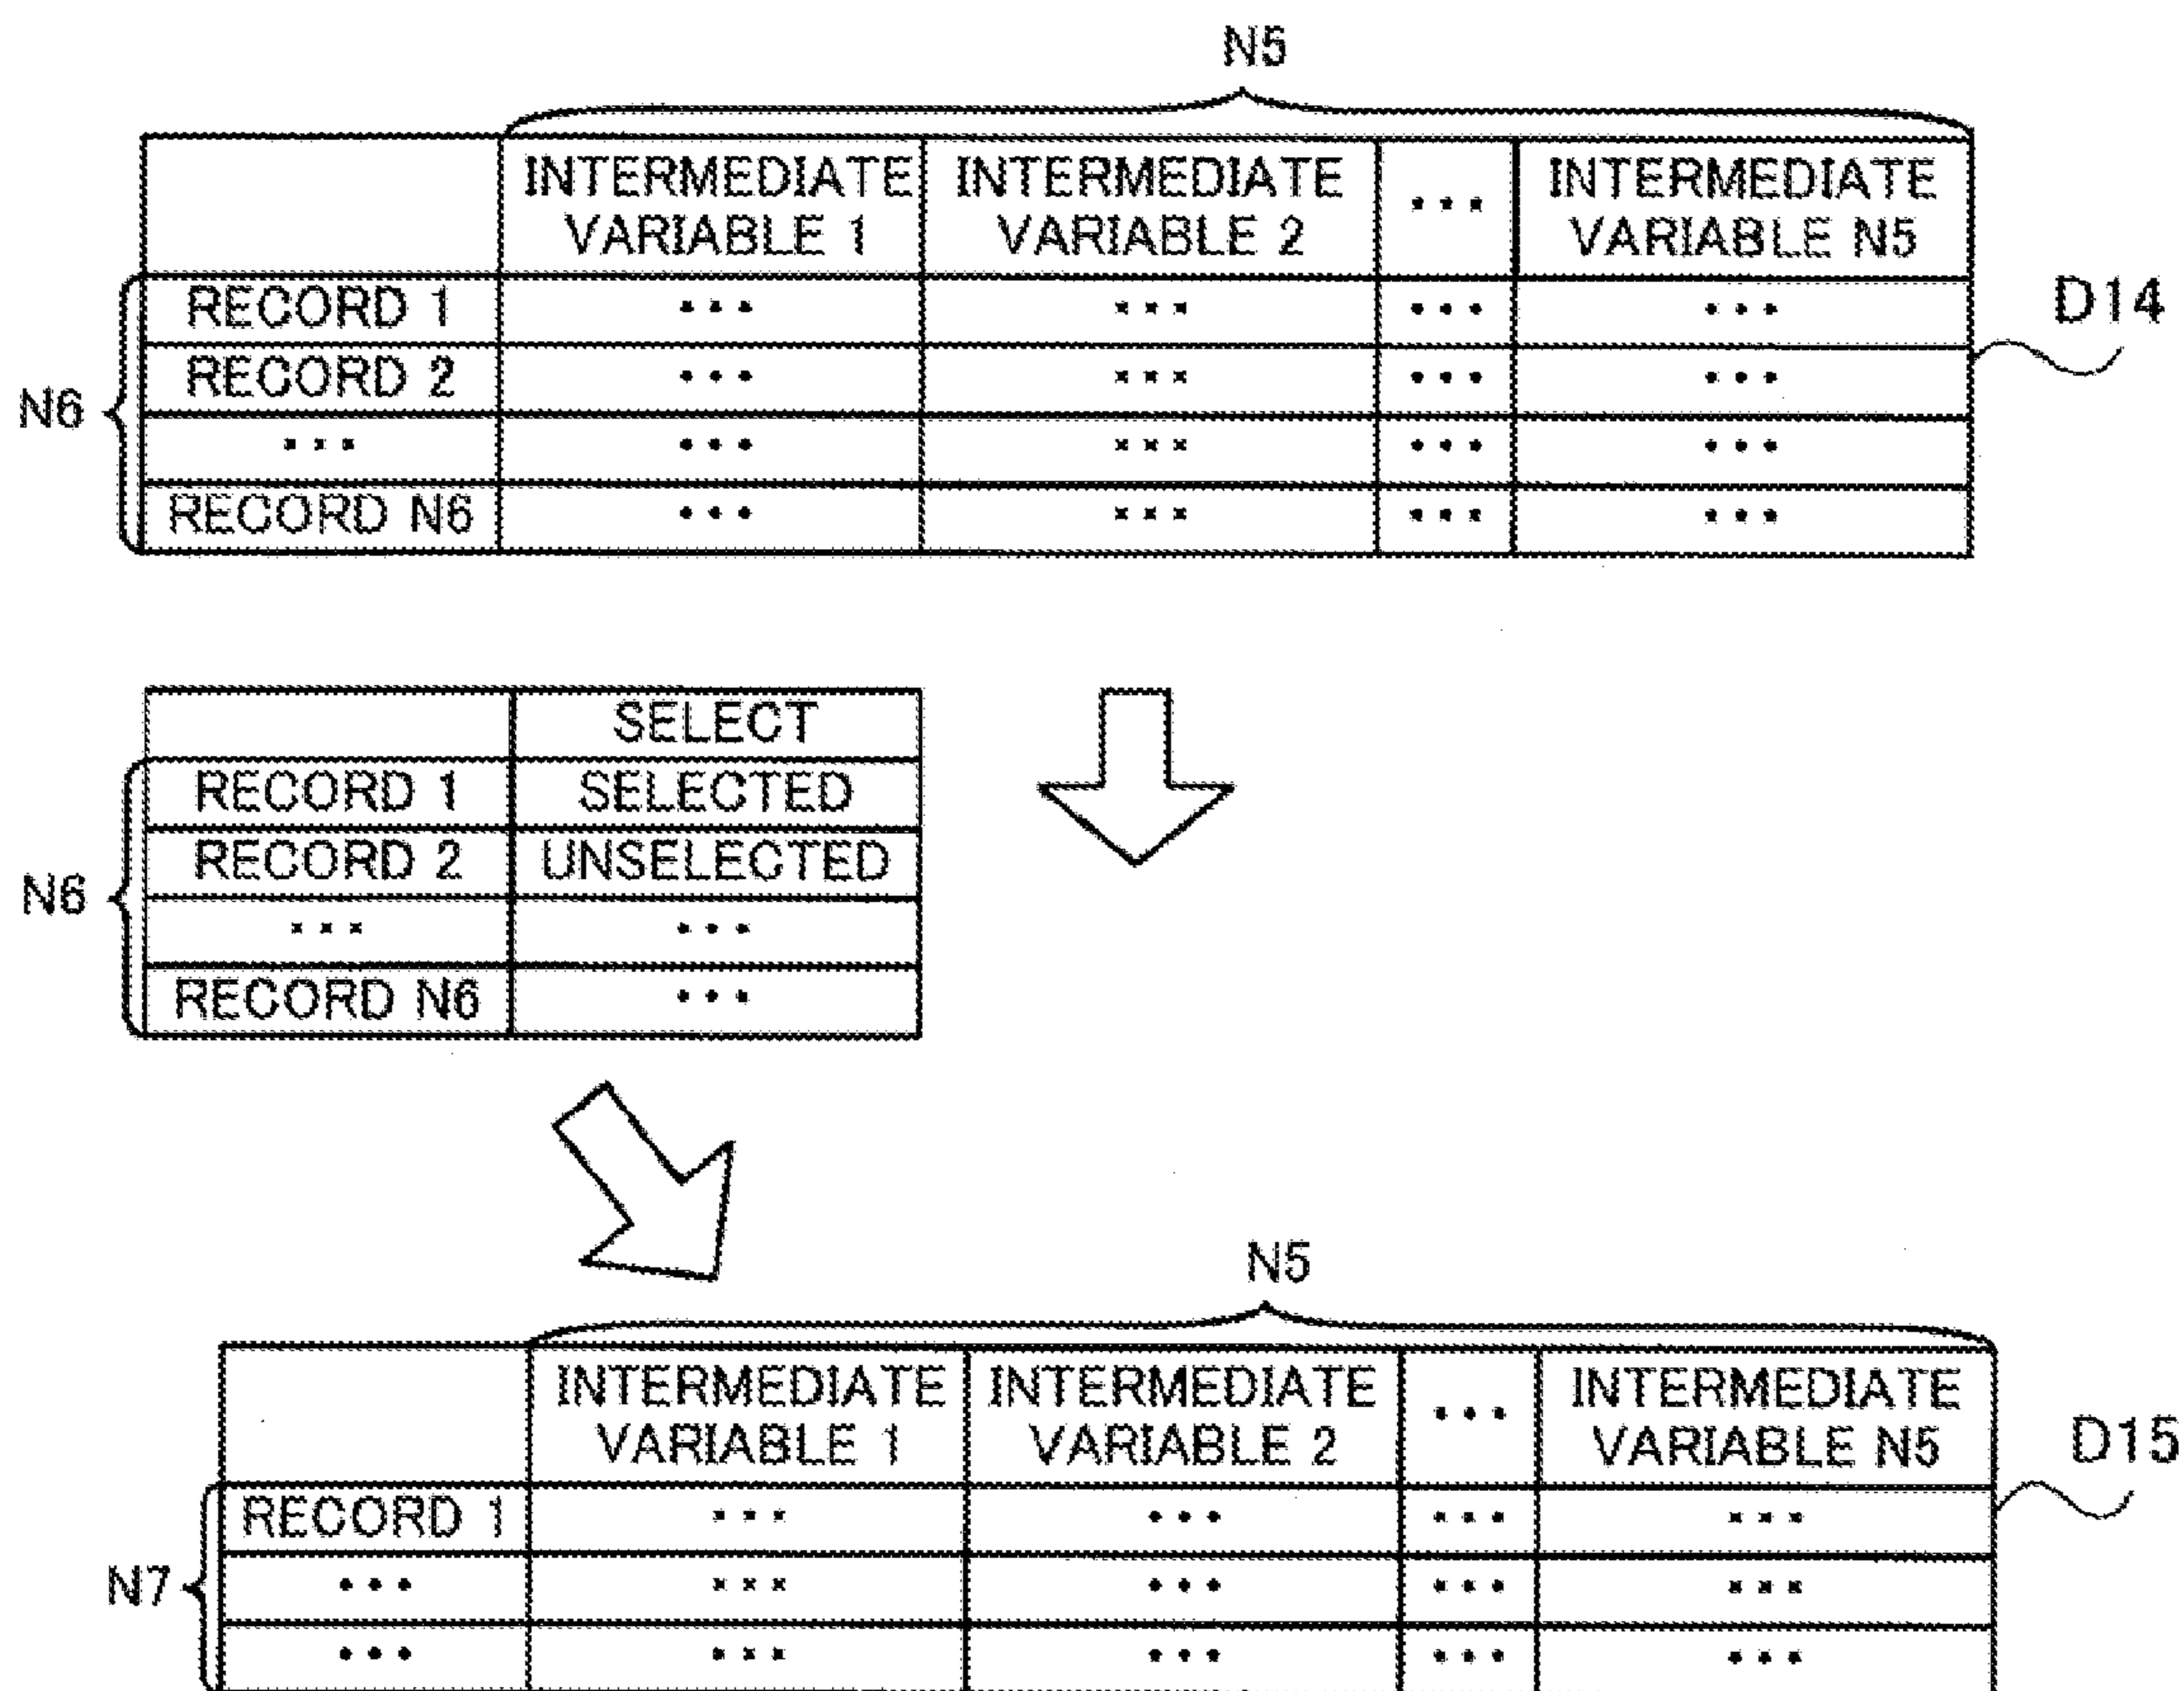 N5
INTERMEDIATE VARIABLE 1 INTERMEDIATE VARIABLE 2 ... INTERMEDIATE VARIABLE N5
N6
RECORD 1 ... ... ... ...
RECORD 2 ... ... ... ...
... ... ... ... ...
RECORD N6 ... ... ... ...
D14
SELECT
N6
RECORD 1 SELECTED
RECORD 2 UNSELECTED
... ...
RECORD N6 ...
N5
INTERMEDIATE VARIABLE 1 INTERMEDIATE VARIABLE 2 ... INTERMEDIATE VARIABLE N5
D15
N7
RECORD 1 ... ... ... ...
... ... ... ... ...
... ... ... ... ...